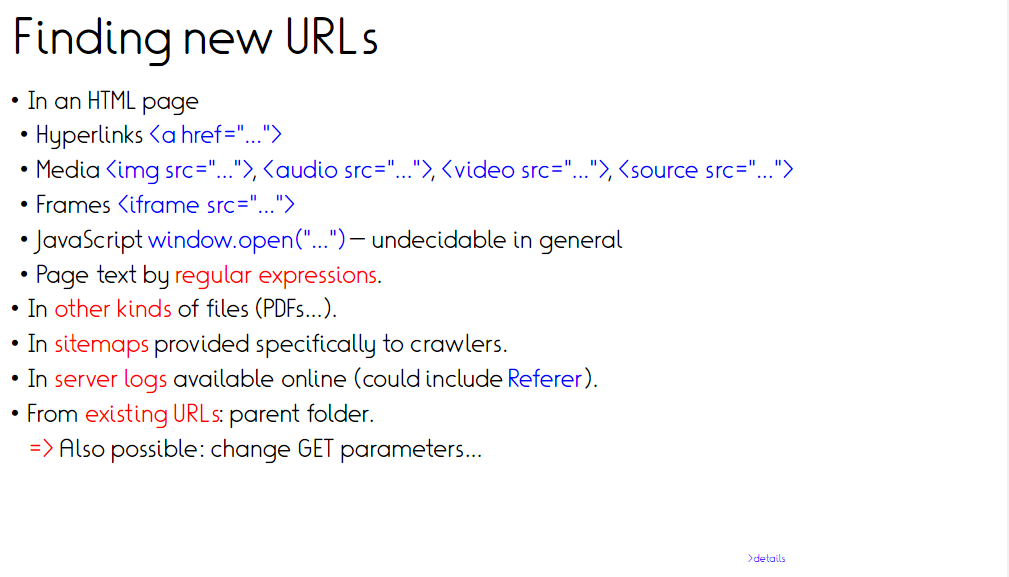 Finding new URLs
• In an HTML page
• Hyperlinks <a href="...">
• Media <img src="...">, <audio src="...">, <video src="...">, <source src="...">
• Frames <iframe src="...">
• JavaScript window.open("...") – undecidable in general
• Page text by regular expressions.
• In other kinds of files (PDFs...).
• In sitemaps provided specifically to crawlers.
• In server logs available online (could include Referer).
• From existing URLs: parent folder.
=> Also possible: change GET parameters...
>details